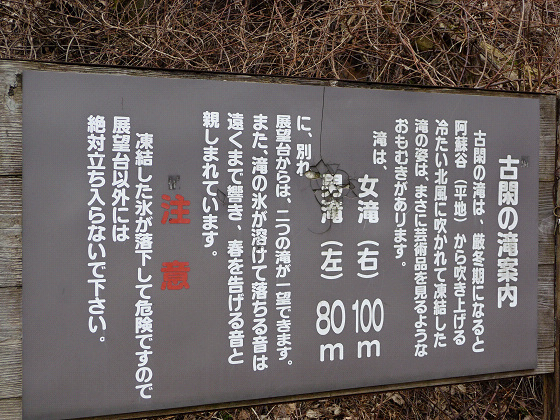 古閑の滝案内
古閑の滝は、厳冬期になると
阿蘇谷（平地）から吹き上げる
冷たい北風に吹かれて凍結した
滝の姿は、まさに芸術品を見るような
おもむきがあります。
滝は、
女滝（右）100m
滝（左）80m
に、別れ
展望台からは、二つの滝が一望できます。
また、滝の氷が溶けて落ちる音は
遠くまで響き、春を告げる音と
親しまれています。
注意
凍結した氷が落下して危険ですので
展望台以外には
絶対立ち入らないで下さい。